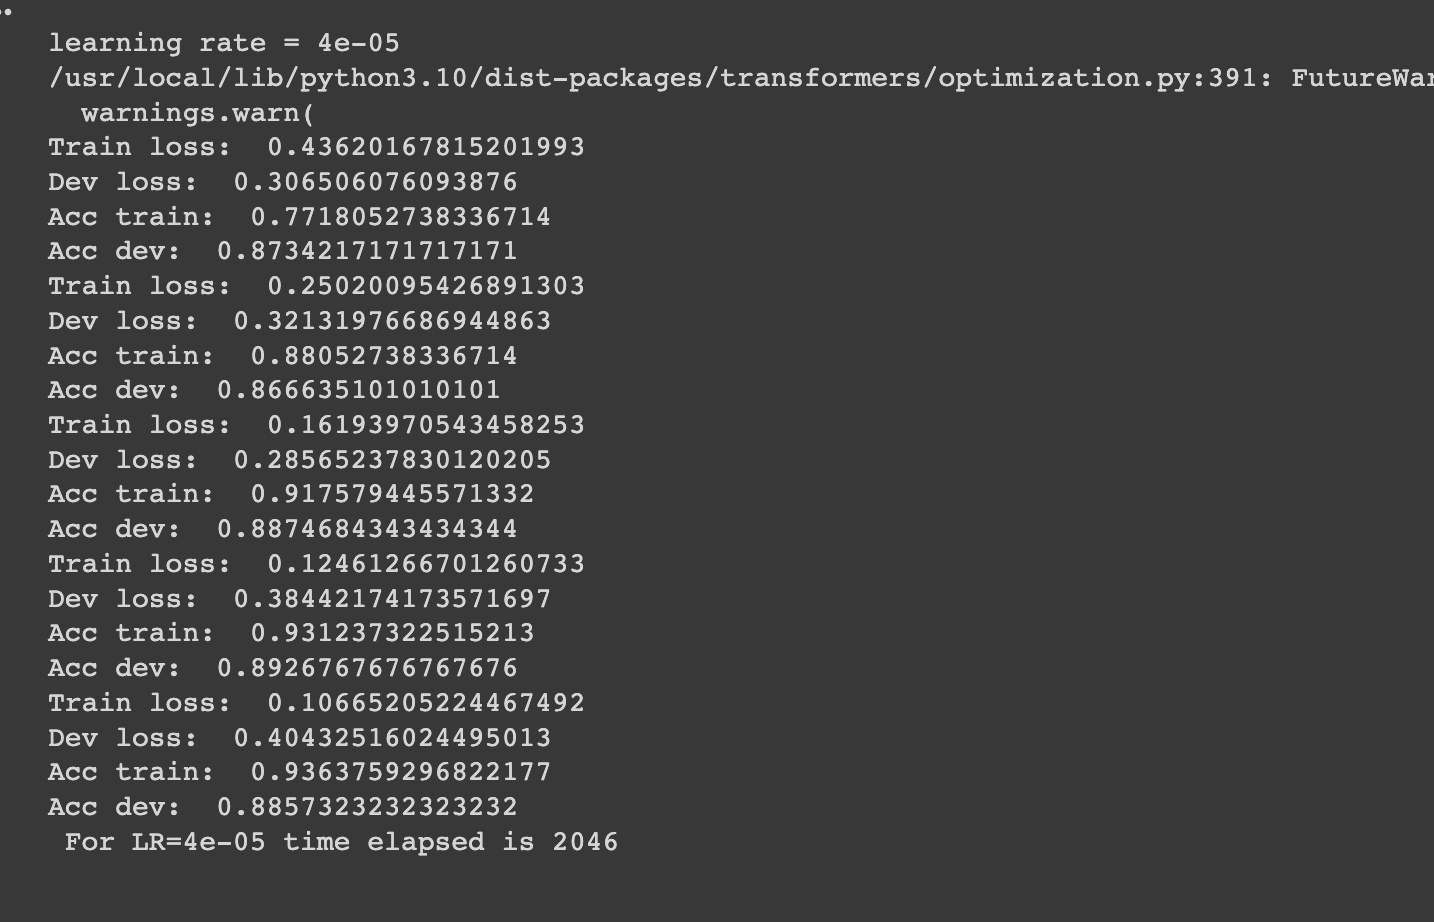 learning rate = 4e-05
/usr/local/lib/python3.10/dist-packages/transformers/optimization.py:391: FutureWar
warnings.warn(
Train loss: 0.43620167815201993
Dev loss: 0.306506076093876
Acc train: 0.7718052738336714
Acc dev: 0.8734217171717171
Train loss: 0.25020095426891303
Dev loss: 0.32131976686944863
Acc train: 0.88052738336714
Acc dev: 0.866635101010101
Train loss: 0.16193970543458253
Dev loss: 0.28565237830120205
Acc train: 0.917579445571332
Acc dev: 0.8874684343434344
Train loss: 0.12461266701260733
Dev loss: 0.38442174173571697
Acc train: 0.931237322515213
Acc dev: 0.8926767676767676
Train loss: 0.10665205224467492
Dev loss: 0.40432516024495013
Acc train: 0.9363759296822177
Acc dev: 0.8857323232323232
For LR=4e-05 time elapsed is 2046